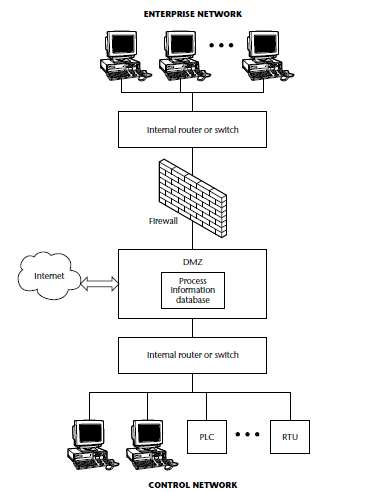 ENTERPRISE NETWORK
Internal router or switch
Firewall
DMZ
Process
Information
database
Internet
Internal router or switch
PLC
RTU
CONTROL NETWORK